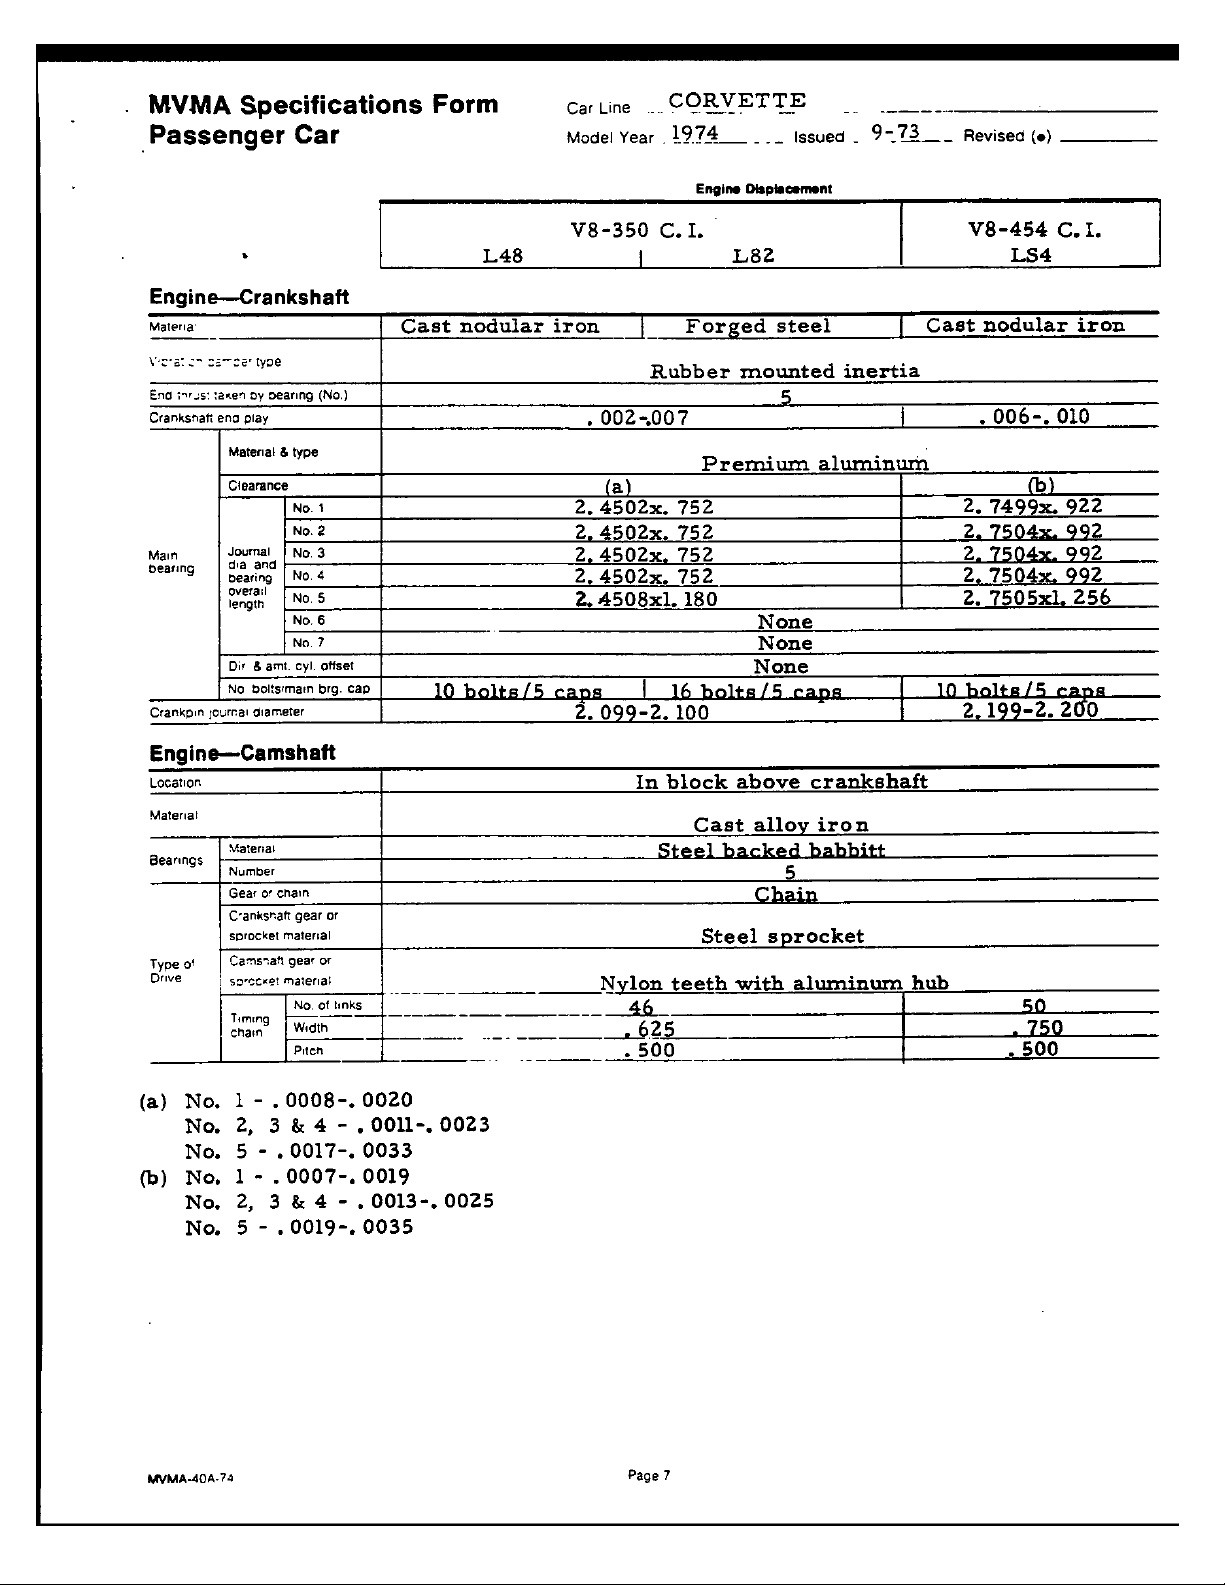 MVMA Specifications Form
Passenger Car
Car Line CORVETTE
Model Year 1974 Issued 9-73 Revised (•)
Engine Displacement
V8-350 C.I. V8-454 C.I.
L48 L82 LS4
Engine—Crankshaft
Material Cast nodular iron Forged steel Cast nodular iron
type Rubber mounted inertia
End thrust taken by bearing (No.) 5
Crankshaft end play .002-.007 .006-.010
Main bearing
Material & type Premium aluminum
Clearance (a) (b)
Journal dia and bearing overall length
No. 1 2.4502x.752 2.7499x.922
No. 2 2.4502x.752 2.7504x.992
No. 3 2.4502x.752 2.7504x.992
No. 4 2.4502x.752 2.7504x.992
No. 5 2.4508x1.180 2.7505x1.256
No. 6 None
No. 7 None
Dir & amt. cyl. offset None
No bolts/main brg. cap 10 bolts/5 caps 16 bolts/5 caps 10 bolts/5 caps
Crankpin journal diameter 2.099-2.100 2.199-2.200
Engine—Camshaft
Location In block above crankshaft
Material Cast alloy iron
Bearings
Material Steel backed babbitt
Number 5
Type of Drive
Gear or chain Chain
Crankshaft gear or
sprocket material Steel sprocket
Camshaft gear or
sprocket material Nylon teeth with aluminum hub
Timing chain
No. of links 46 50
Width .625 .750
Pitch .500 .500
(a) No. 1 - .0008-.0020
No. 2, 3 & 4 - .0011-.0023
No. 5 - .0017-.0033
(b) No. 1 - .0007-.0019
No. 2, 3 & 4 - .0013-.0025
No. 5 - .0019-.0035
MVMA-40A-74 Page 7